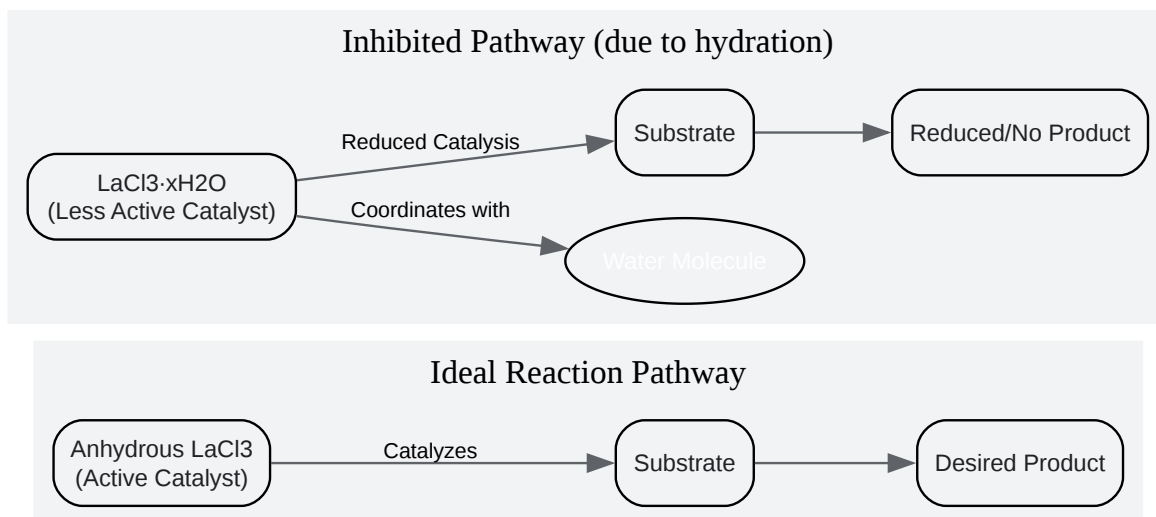 Inhibited Pathway (due to hydration)
Reduced Catalysis
Substrate
Reduced/No Product
LaCl3·xH2O
(Less Active Catalyst)
Coordinates with
Water Molecule
Ideal Reaction Pathway
Anhydrous LaCl3
(Active Catalyst)
Catalyzes
Substrate
Desired Product